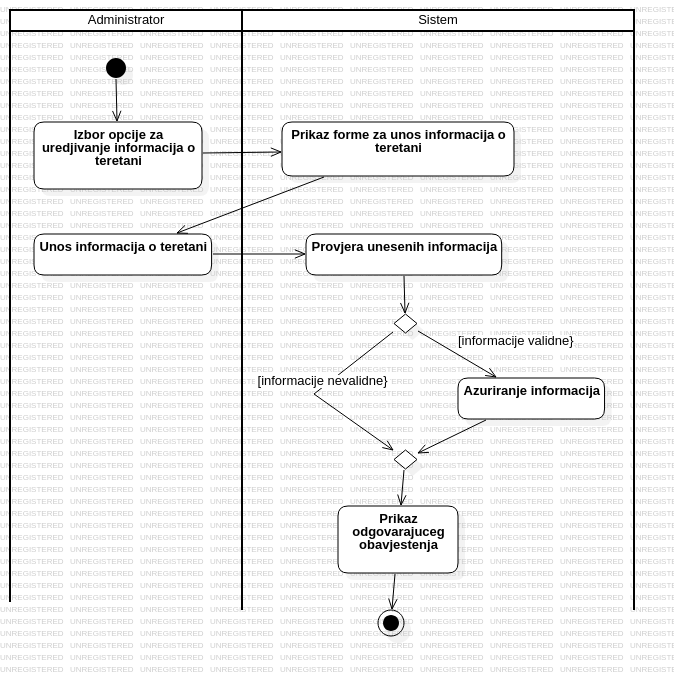 Administrator
Sistem
Izbor opcije za
uredjivanje informacija o
teretani
Prikaz forme za unos informacija o
teretani
Unos informacija o teretani
Provjera unesenih informacija
[informacije validne}
{informacije nevalidne}
Azuriranje informacija
Prikaz
odgovarajuceg
obavjestenja
UNREGISTERED